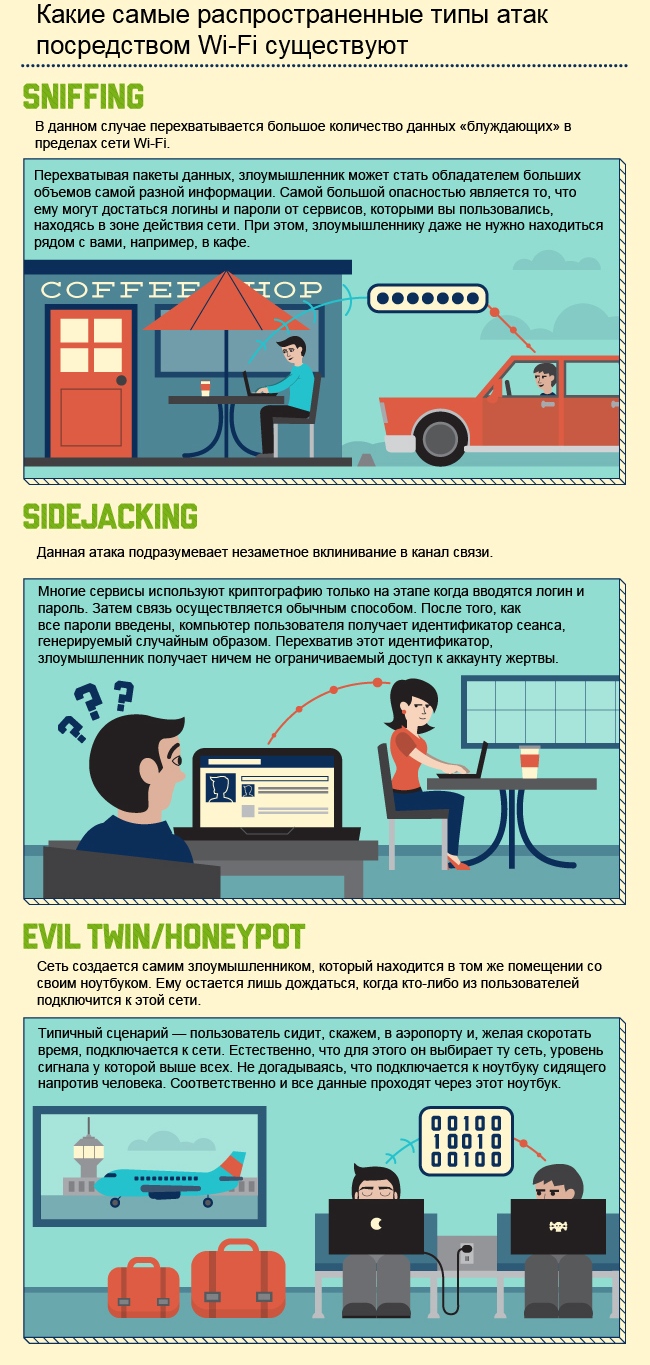 Какие самые распространенные типы атак
посредством Wi-Fi существуют
SNIFFING
В данном случае перехватывается большое количество данных «блуждающих» в
пределах сети Wi-Fi.
Перехватывая пакеты данных, злоумышленник может стать обладателем больших
объемов самой разной информации. Самой большой опасностью является то, что
ему могут достаться логины и пароли от сервисов, которыми вы пользовались,
находясь в зоне действия сети. При этом, злоумышленнику даже не нужно находиться
рядом с вами, например, в кафе.
COFFEE HOP
SIDEJACKING
Данная атака подразумевает незаметное вклинивание в канал связи.
Многие сервисы используют криптографию только на этапе когда вводятся логин и
пароль. Затем связь осуществляется обычным способом. После того, как
все пароли введены, компьютер пользователя получает идентификатор сеанса,
генерируемый случайным образом. Перехватив этот идентификатор,
злоумышленник получает ничем не ограничиваемый доступ к аккаунту жертвы.
? ? ?
EVIL TWIN/HONEYPOT
Сеть создается самим злоумышленником, который находится в том же помещении со
своим ноутбуком. Ему остается лишь дождаться, когда кто-либо из пользователей
подключится к этой сети.
Типичный сценарий — пользователь сидит, скажем, в аэропорту и, желая скоротать
время, подключается к сети. Естественно, что для этого он выбирает ту сеть, уровень
сигнала у которой выше всех. Не догадываясь, что подключается к ноутбуку сидящего
напротив человека. Соответственно и все данные проходят через этот ноутбук.
00100
10010
00100